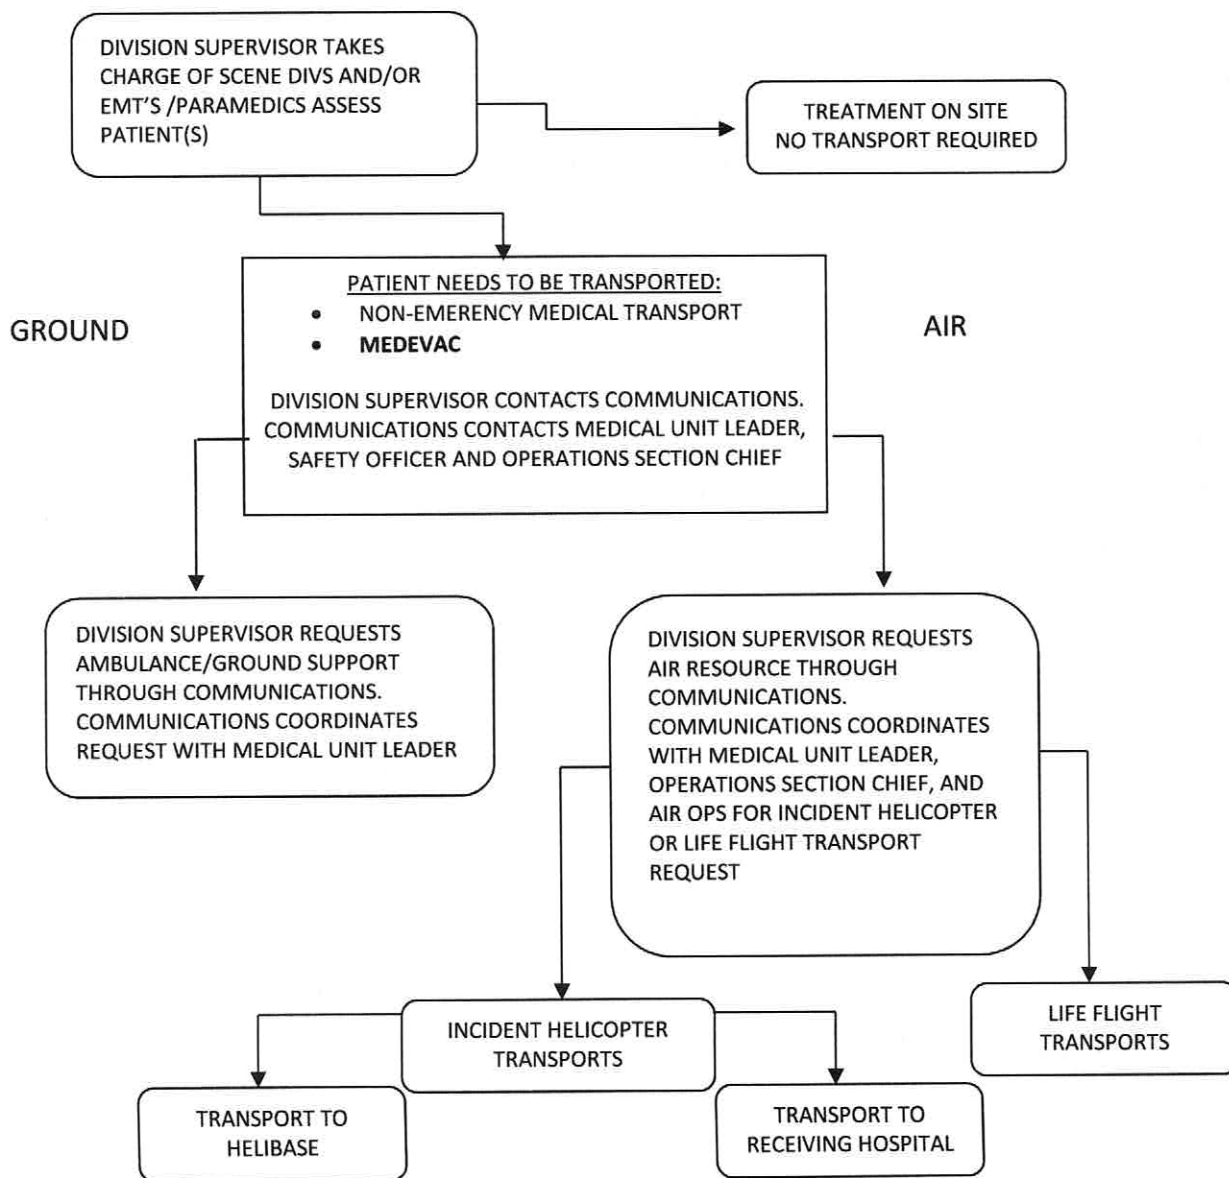 DIVISION SUPERVISOR TAKES
CHARGE OF SCENE DIVS AND/OR
EMT'S /PARAMEDICS ASSESS
PATIENT(S)
TREATMENT ON SITE
NO TRANSPORT REQUIRED
PATIENT NEEDS TO BE TRANSPORTED:
• NON-EMERENCY MEDICAL TRANSPORT
• MEDEVAC
DIVISION SUPERVISOR CONTACTS COMMUNICATIONS.
COMMUNICATIONS CONTACTS MEDICAL UNIT LEADER,
SAFETY OFFICER AND OPERATIONS SECTION CHIEF
GROUND
AIR
DIVISION SUPERVISOR REQUESTS
AMBULANCE/GROUND SUPPORT
THROUGH COMMUNICATIONS.
COMMUNICATIONS COORDINATES
REQUEST WITH MEDICAL UNIT LEADER
DIVISION SUPERVISOR REQUESTS
AIR RESOURCE THROUGH
COMMUNICATIONS.
COMMUNICATIONS COORDINATES
WITH MEDICAL UNIT LEADER,
OPERATIONS SECTION CHIEF, AND
AIR OPS FOR INCIDENT HELICOPTER
OR LIFE FLIGHT TRANSPORT
REQUEST
INCIDENT HELICOPTER
TRANSPORTS
LIFE FLIGHT
TRANSPORTS
TRANSPORT TO
HELIBASE
TRANSPORT TO
RECEIVING HOSPITAL